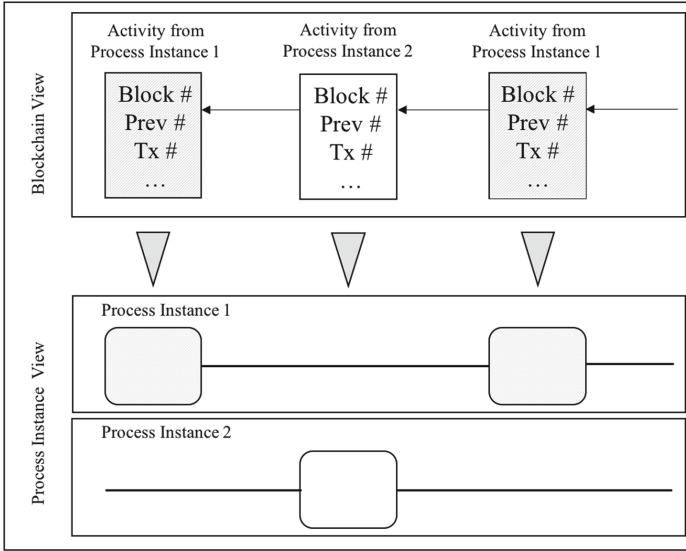 Activity from
Process Instance 1
Activity from
Process Instance 2
Activity from
Process Instance 1
Blockchain View
Block #
Prev #
Tx #
...
Block #
Prev #
Tx #
...
Block #
Prev #
Tx #
...
Process Instance View
Process Instance 1
Process Instance 2